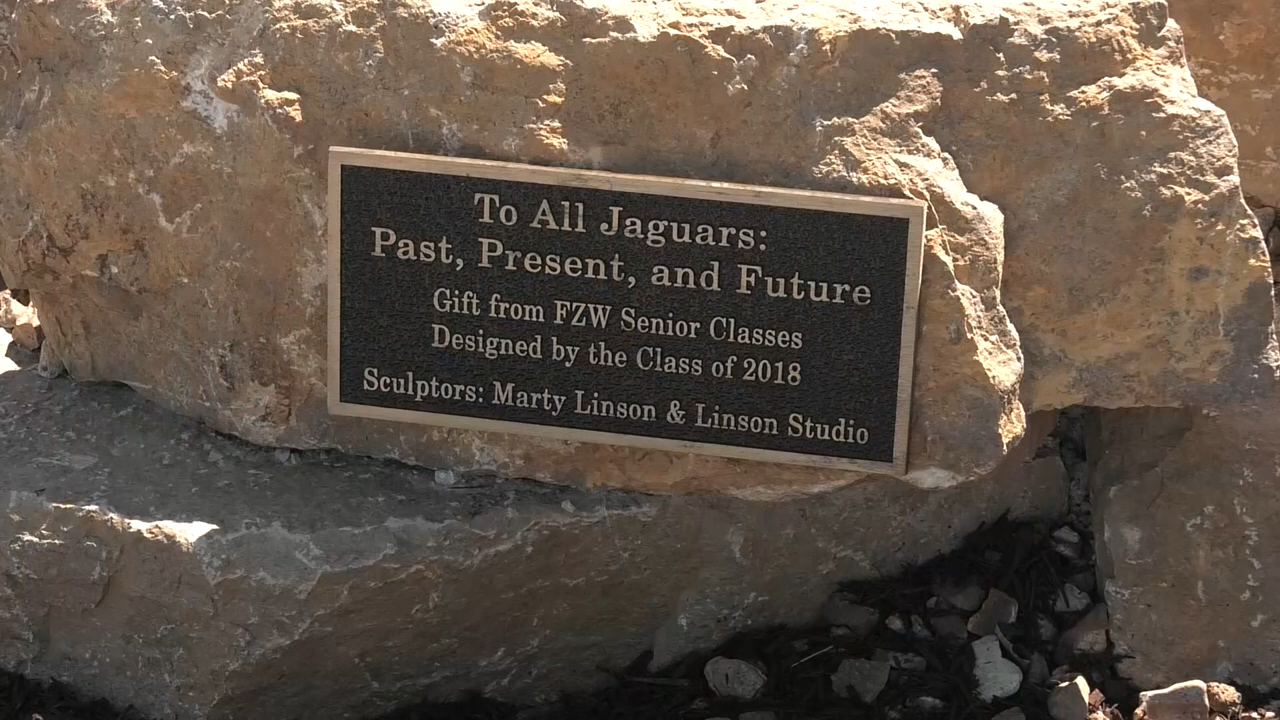 To All Jaguars:
Past, Present, and Future
Gift from FZW Senior Classes
Designed by the Class of 2018
Sculptors: Marty Linson & Linson Studio